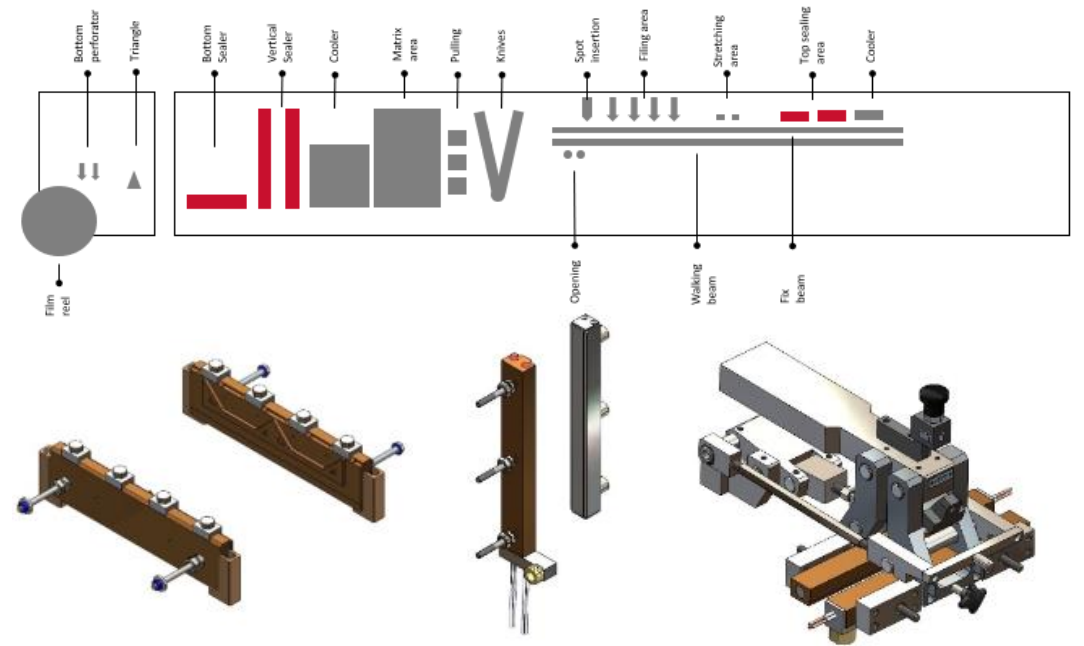 Bottom
perforator
Triangle
Bottom
Sealer
Vertical
Sealer
Cooler
Matrix
area
Pulling
Knives
Spot
insertion
Filing area
Stretching
area
Top sealing
area
Cooler
Film
reel
Opening
Walking
beam
Fix
beam